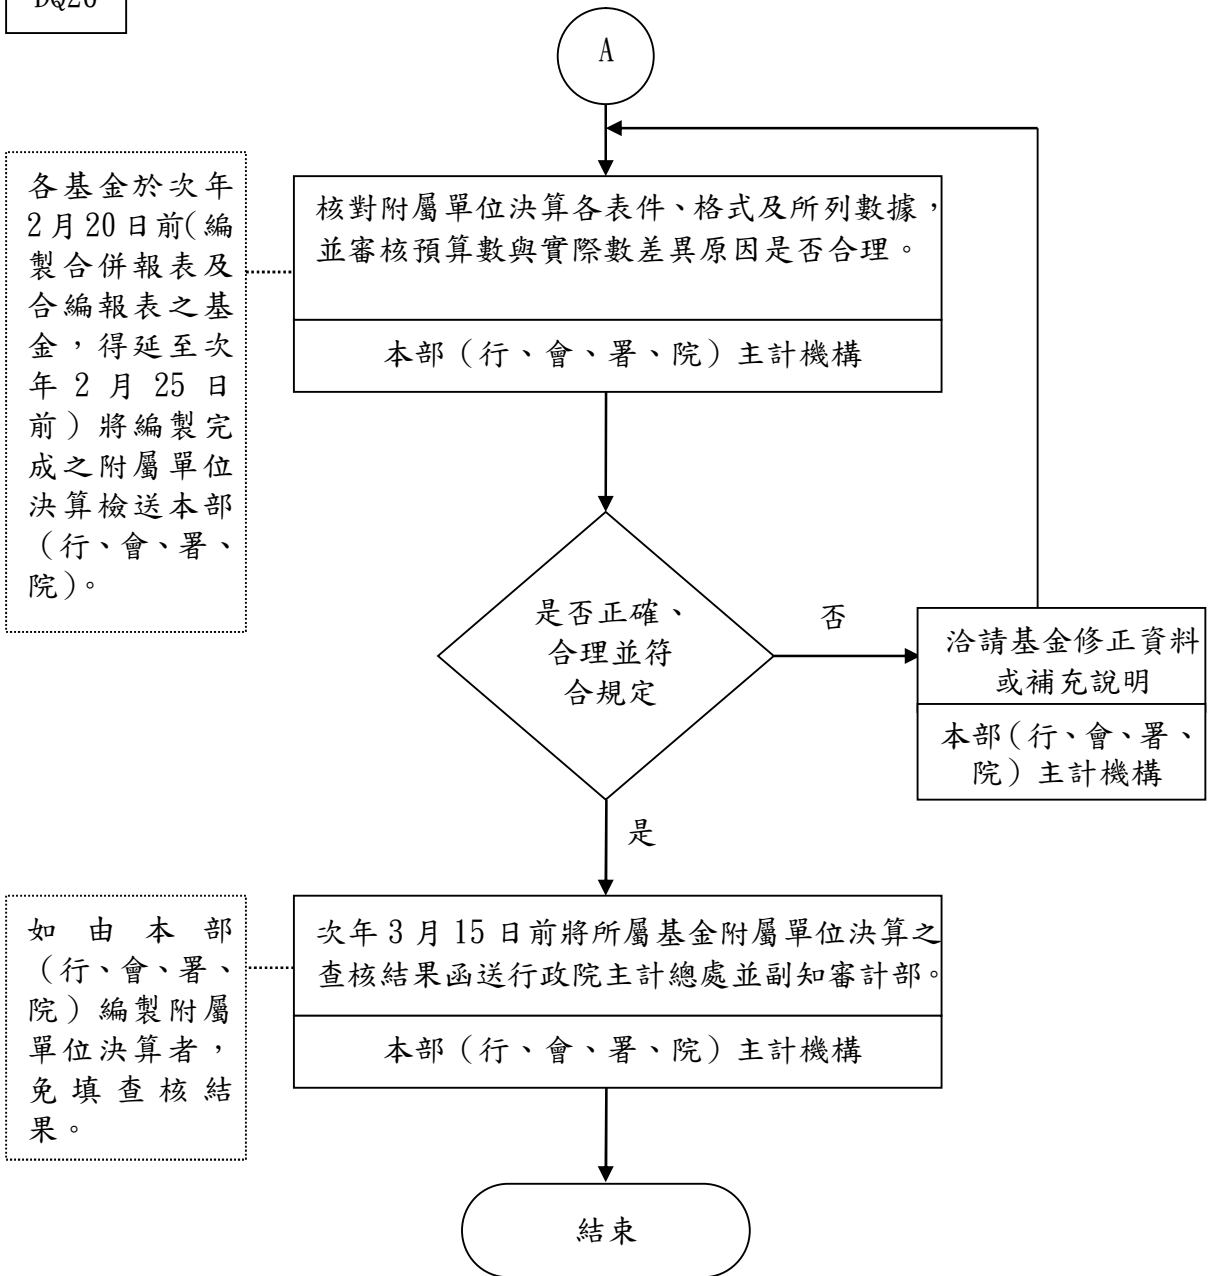 A
各基金於次年
2月20日前(編
製合併報表及
合編報表之基
金，得延至次
年2月25日
前）將編製完
成之附屬單位
決算檢送本部
（行、會、署、
院）。
核對附屬單位決算各表件、格式及所列數據，
並審核預算數與實際數差異原因是否合理。
本部（行、會、署、院）主計機構
是否正確、
合理並符
合規定
否
洽請基金修正資料
或補充說明
本部（行、會、署、
院）主計機構
是
如由本部
（行、會、署、
院）編製附屬
單位決算者，
免填查核結
果。
次年3月15日前將所屬基金附屬單位決算之
查核結果函送行政院主計總處並副知審計部。
本部（行、會、署、院）主計機構
結束